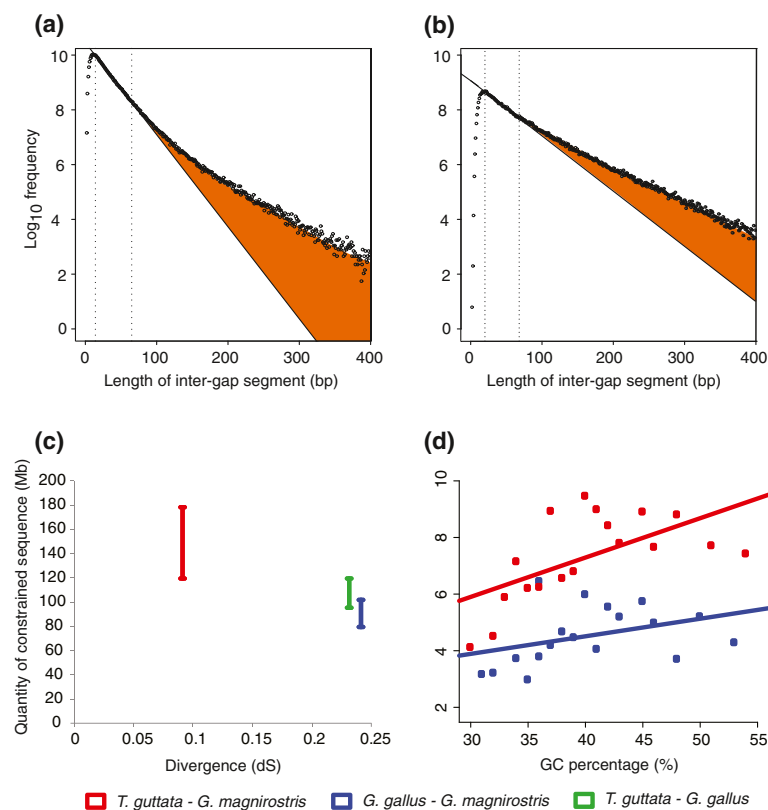 (a)
Log10 frequency
10
8
6
4
2
0
0 100 200 300 400
Length of inter-gap segment (bp)
(b)
10
8
6
4
2
0
0 100 200 300 400
Length of inter-gap segment (bp)
(c)
Quantity of constrained sequence (Mb)
200
180
160
140
120
100
80
60
40
20
0
0 0.05 0.1 0.15 0.2 0.25
Divergence (dS)
(d)
10
8
6
4
2
30 35 40 45 50 55
GC percentage (%)
T. guttata - G. magnirostris G. gallus - G. magnirostris T. guttata - G. gallus